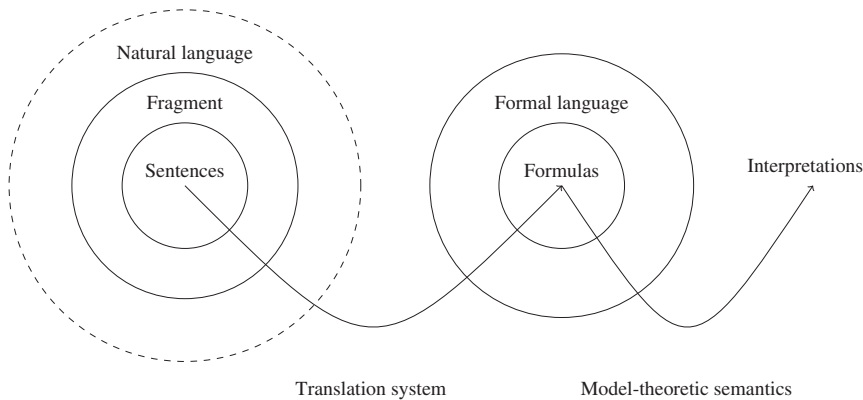 Natural language
Fragment
Formal language
Sentences
Formulas
Interpretations
Translation system
Model-theoretic semantics